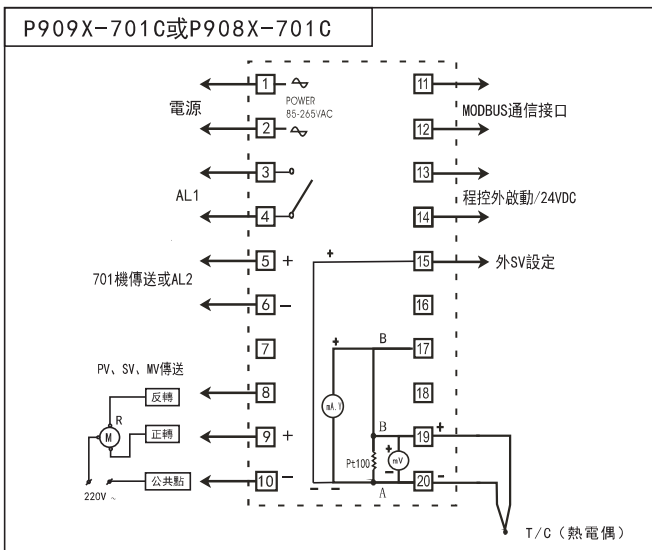 P909X-701C或P908X-701C
1
POWER
85-265VAC
2
電源
3
4
AL1
5
+
6
−
701機傳送或AL2
7
PV、SV、MV傳送
8
反轉
R
M
9
+
正轉
10
−
公共點
220V ~
11
12
MODBUS通信接口
13
14
程控外啟動/24VDC
+
15
外SV設定
16
+
B
17
mA.V
18
B
19
+
Pt100
+
mV
−
20
-
− −
A
T/C（熱電偶）